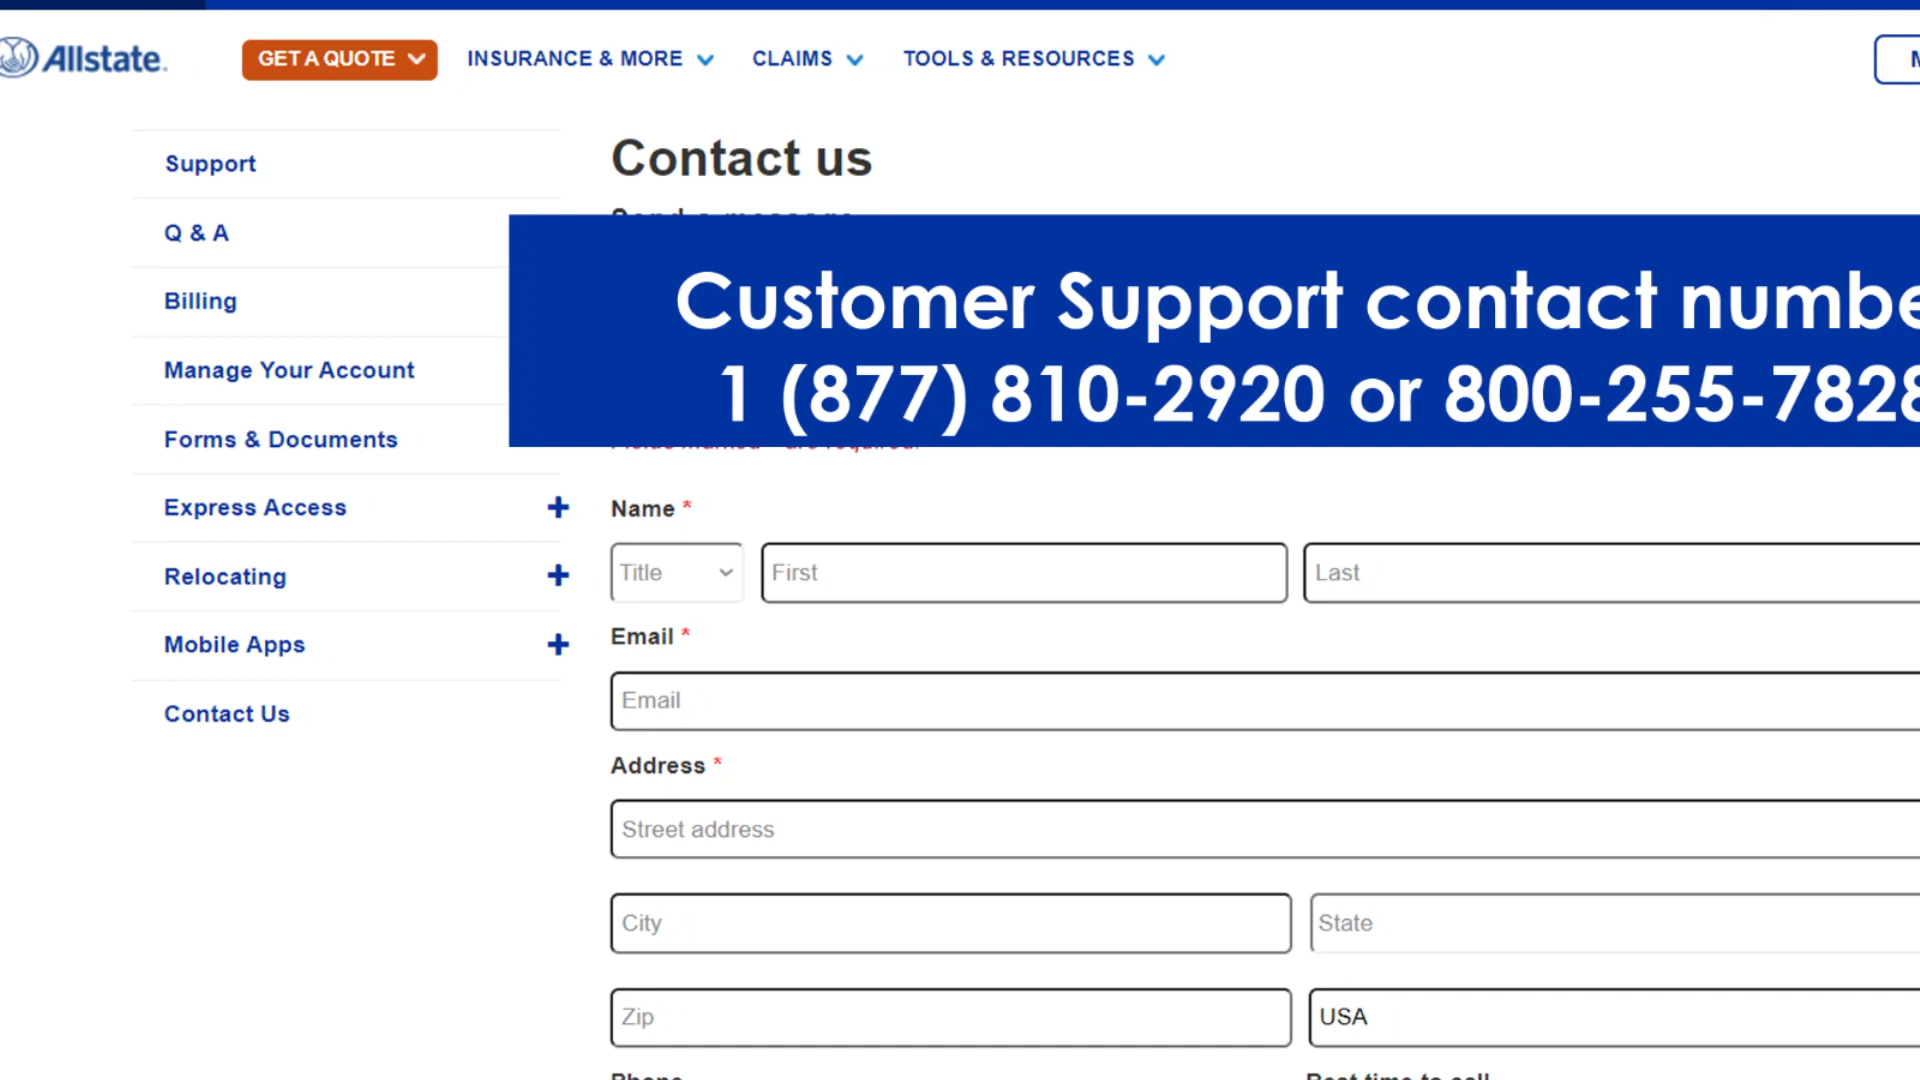 Allstate.
GET A QUOTE
INSURANCE & MORE
CLAIMS
TOOLS & RESOURCES
Support
Q & A
Billing
Manage Your Account
Forms & Documents
Express Access
Relocating
Mobile Apps
Contact Us
Contact us
Customer Support contact numbe
1 (877) 810-2920 or 800-255-7828
Name *
Title
First
Last
Email *
Email
Address *
Street address
City
State
Zip
USA